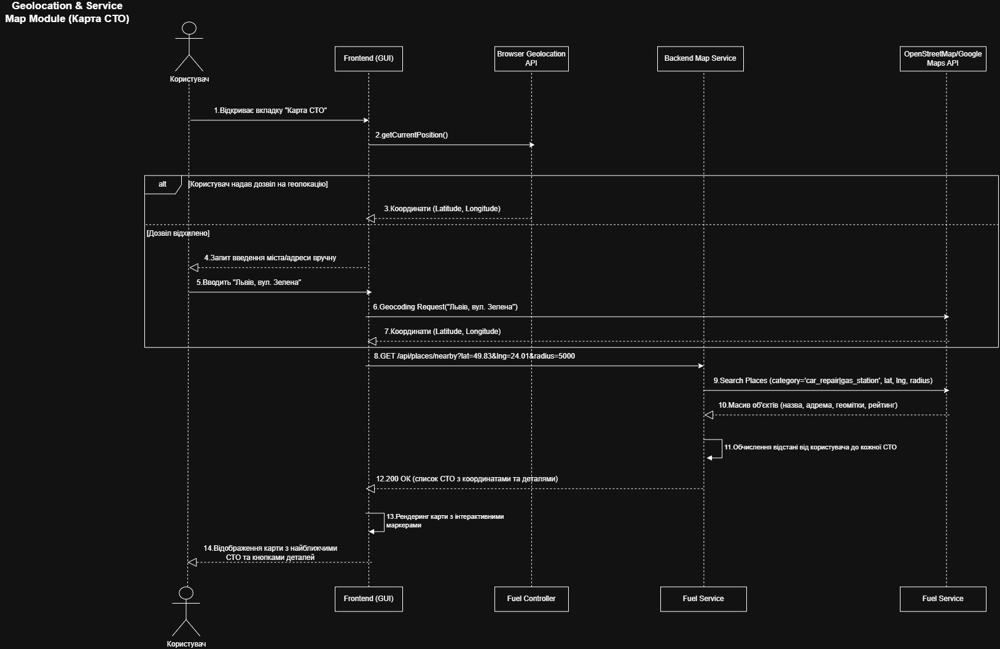 Geolocation & Service
Map Module (Карта СТО)
Користувач
Frontend (GUI)
Browser Geolocation
API
Backend Map Service
OpenStreetMap/Google
Maps API
1.Відкриває вкладку "Карта СТО"
2.getCurrentPosition()
alt
[Користувач надав дозвіл на геолокацію]
3.Координати (Latitude, Longitude)
[Дозвіл відхилено]
4.Запит введення міста/адреси вручну
5.Вводить "Львів, вул. Зелена"
6.Geocoding Request("Львів, вул. Зелена")
7.Координати (Latitude, Longitude)
8.GET /api/places/nearby?lat=49.83&lng=24.01&radius=5000
9.Search Places (category='car_repair|gas_station', lat, lng, radius)
10.Масив об'єктів (назва, адрема, геомітки, рейтинг)
11.Обчислення відстані від користувача до кожної СТО
12.200 OK (список СТО з координатами та деталями)
13.Рендеринг карти з інтерактивними
маркерами
14.Відображення карти з найближчими
СТО та кнопками деталей
Frontend (GUI)
Fuel Controller
Fuel Service
Fuel Service
Користувач